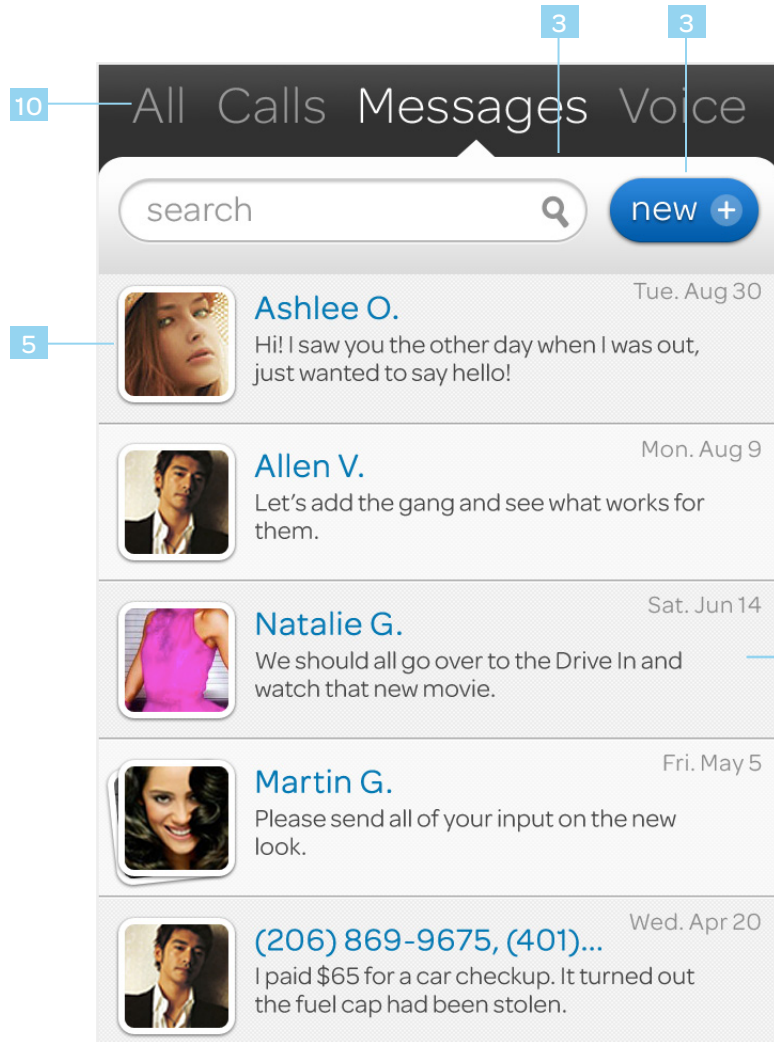 3 3
10 All Calls Messages Voice
search new +
Tue. Aug 30
Ashlee O.
5 Hi! I saw you the other day when I was out,
just wanted to say hello!
Mon. Aug 9
Allen V.
Let's add the gang and see what works for
them.
Sat. Jun 14
Natalie G.
We should all go over to the Drive In and
watch that new movie.
Fri. May 5
Martin G.
Please send all of your input on the new
look.
Wed. Apr 20
(206) 869-9675, (401)...
I paid $65 for a car checkup. It turned out
the fuel cap had been stolen.